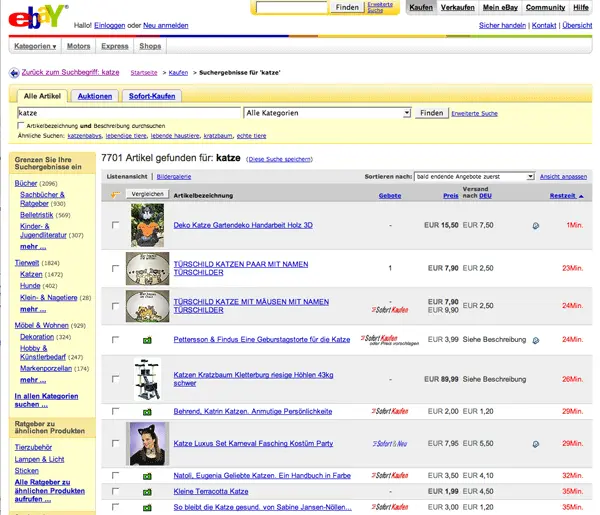 ebaY
Hallo! Einloggen oder Neu anmelden
Finden
Erweiterte Suche
Kaufen
Verkaufen
Mein eBay
Community
Hilfe
Sicher handeln | Kontakt | Übersicht
Kategorien
Motors
Express
Shops
Zurück zum Suchbegriff: katze
Startseite > Kaufen > Suchergebnisse für 'katze'
Alle Artikel
Auktionen
Sofort-Kaufen
katze
Alle Kategorien
Finden
Erweiterte Suche
Artikelbezeichnung und Beschreibung durchsuchen
Ähnliche Suchen: katzenbabys, lebendige tiere, lebende haustiere, kratzbaum, echte tiere
Grenzen Sie Ihre
Suchergebnisse ein
Bücher (2096)
Sachbücher &
Ratgeber (930)
Belletristik (569)
Kinder- &
Jugendliteratur (307)
mehr ...
Tierwelt (1824)
Katzen (1472)
Hunde (402)
Klein- & Nagetiere (28)
mehr ...
Möbel & Wohnen (929)
Dekoration (324)
Hobby &
Künstlerbedarf (247)
Markenporzellan (174)
mehr ...
In allen Kategorien
suchen ...
Ratgeber zu
ähnlichen Produkten
Tierzubehör
Lampen & Licht
Sticken
Alle Ratgeber zu
ähnlichen Produkten
aufrufen ...
7701 Artikel gefunden für: katze (Diese Suche speichern)
Listenansicht | Bildergalerie
Sortieren nach: bald endende Angebote zuerst
Ansicht anpassen
Vergleichen Artikelbezeichnung Gebote Preis Versand nach DEU Restzeit
Deko Katze Gartendeko Handarbeit Holz 3D - EUR 15,50 EUR 7,50 1Min.
TÜRSCHILD KATZEN PAAR MIT NAMEN
TÜRSCHILDER 1 EUR 7,90 EUR 2,50 23Min.
TÜRSCHILD KATZE MIT MÄUSEN MIT NAMEN
TÜRSCHILDER - Sofort Kaufen EUR 7,90 EUR 9,90 EUR 2,50 24Min.
Pettersson & Findus Eine Geburstagstorte für die Katze Sofort Kaufen oder Preis vorschlagen EUR 3,99 Siehe Beschreibung 24Min.
Katzen Kratzbaum Kletterburg riesige Höhlen 43kg
schwer - EUR 89,99 Siehe Beschreibung 26Min.
Behrend, Katrin Katzen. Anmutige Persönlichkeite Sofort Kaufen EUR 2,00 EUR 1,20 29Min.
Katze Luxus Set Karneval Fasching Kostüm Party Sofort & Neu EUR 7,95 EUR 5,50 29Min.
Natoli, Eugenia Geliebte Katzen. Ein Handbuch in Farbe Sofort Kaufen EUR 3,50 EUR 4,10 32Min.
Kleine Terracotta Katze - EUR 1,99 EUR 4,50 35Min.
So bleibt die Katze gesund. von Sabine Jansen-Nöllen... Sofort Kaufen EUR 3,00 EUR 1,20 35Min.